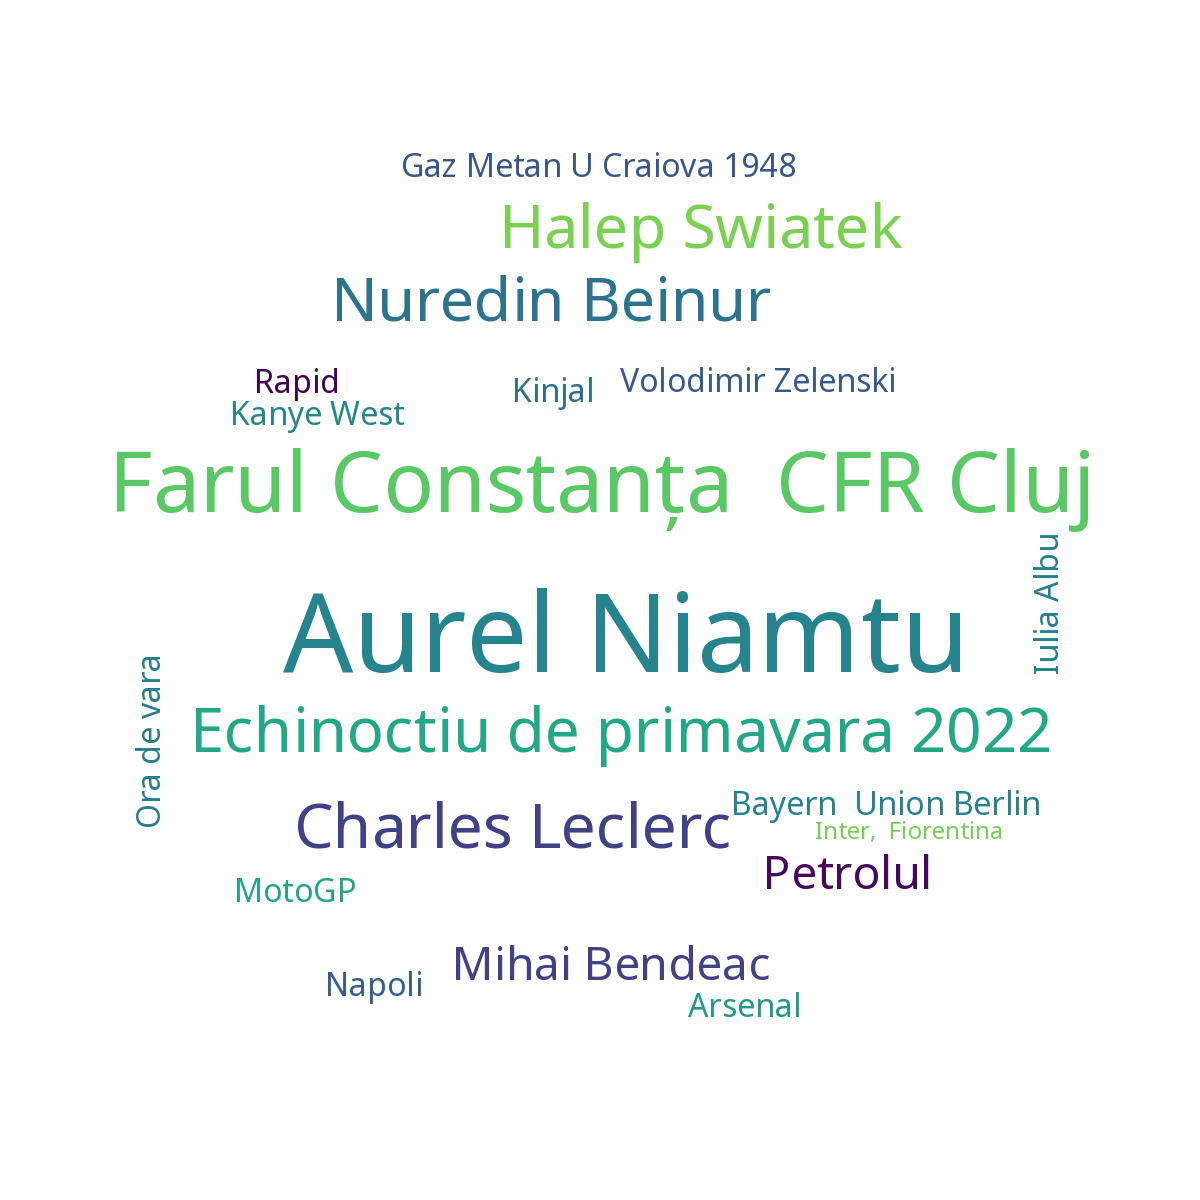 Gaz Metan U Craiova 1948
Halep Swiatek
Nuredin Beinur
Rapid
Kinjal
Volodimir Zelenski
Kanye West
Farul Constanța  CFR Cluj
Iulia Albu
Aurel Niamtu
Ora de vara
Echinoctiu de primavara 2022
Charles Leclerc
Bayern  Union Berlin
Inter,  Fiorentina
Petrolul
MotoGP
Mihai Bendeac
Napoli
Arsenal